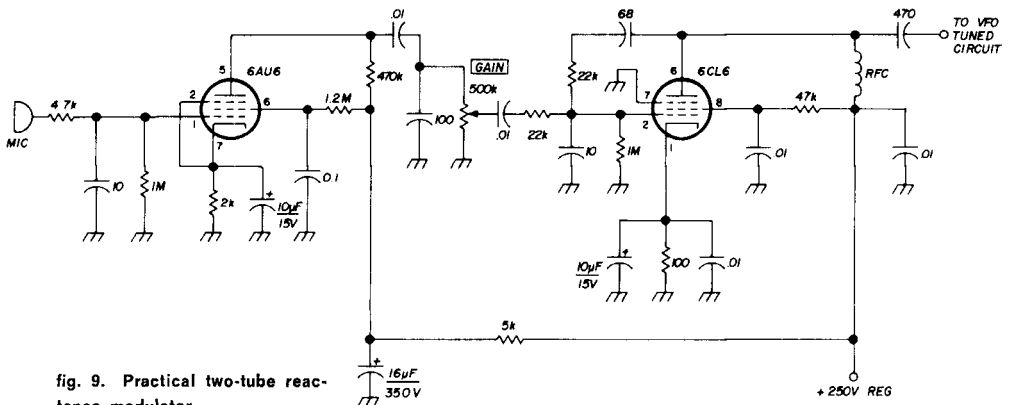 .01
68
470
TO VFO
TUNED
CIRCUIT
5
6AU6
470k
GAIN
500k
22k
6
6CL6
RFC
4.7k
2
1
6
1.2M
7
7
2
8
47k
MIC
100
.01
22k
1
10
1M
2k
10µF
15V
0.1
10
1M
.01
.01
10µF
15V
100
.01
5k
16µF
350V
+250V REG
fig. 9. Practical two-tube reac-